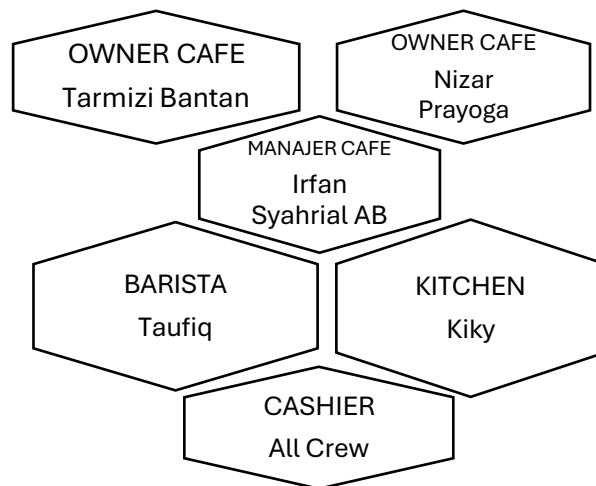 OWNER CAFE
Tarmizi Bantan
OWNER CAFE
Nizar
Prayoga
MANAJER CAFE
Irfan
Syahrial AB
BARISTA
Taufiq
KITCHEN
Kiky
CASHIER
All Crew